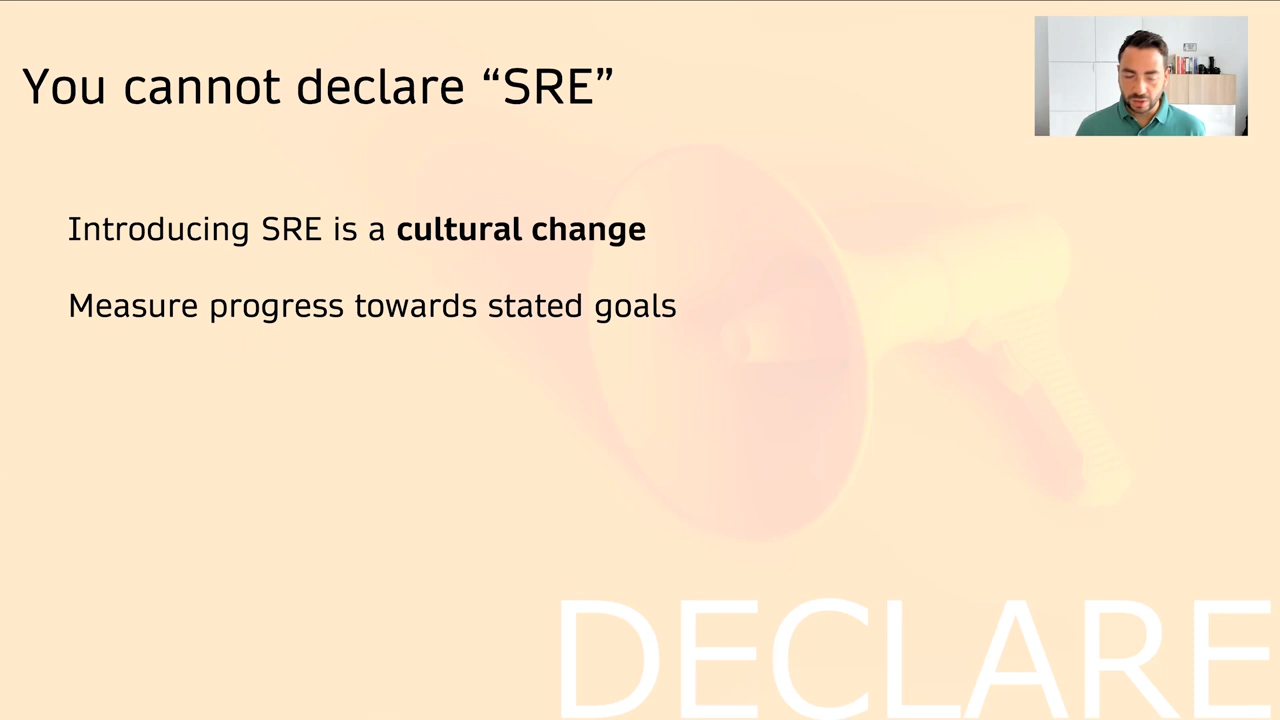 You cannot declare “SRE”
Introducing SRE is a cultural change
Measure progress towards stated goals
DECLARE